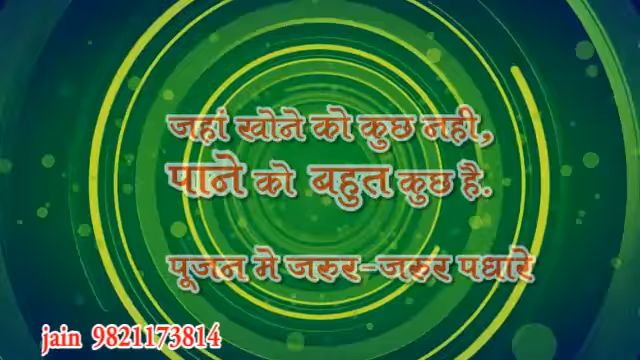 जहां खोने को कुछ नही,
पाने को बहुत कुछ है.
पूजन मे जरुर-जरुर पधारे
jain 9821173814